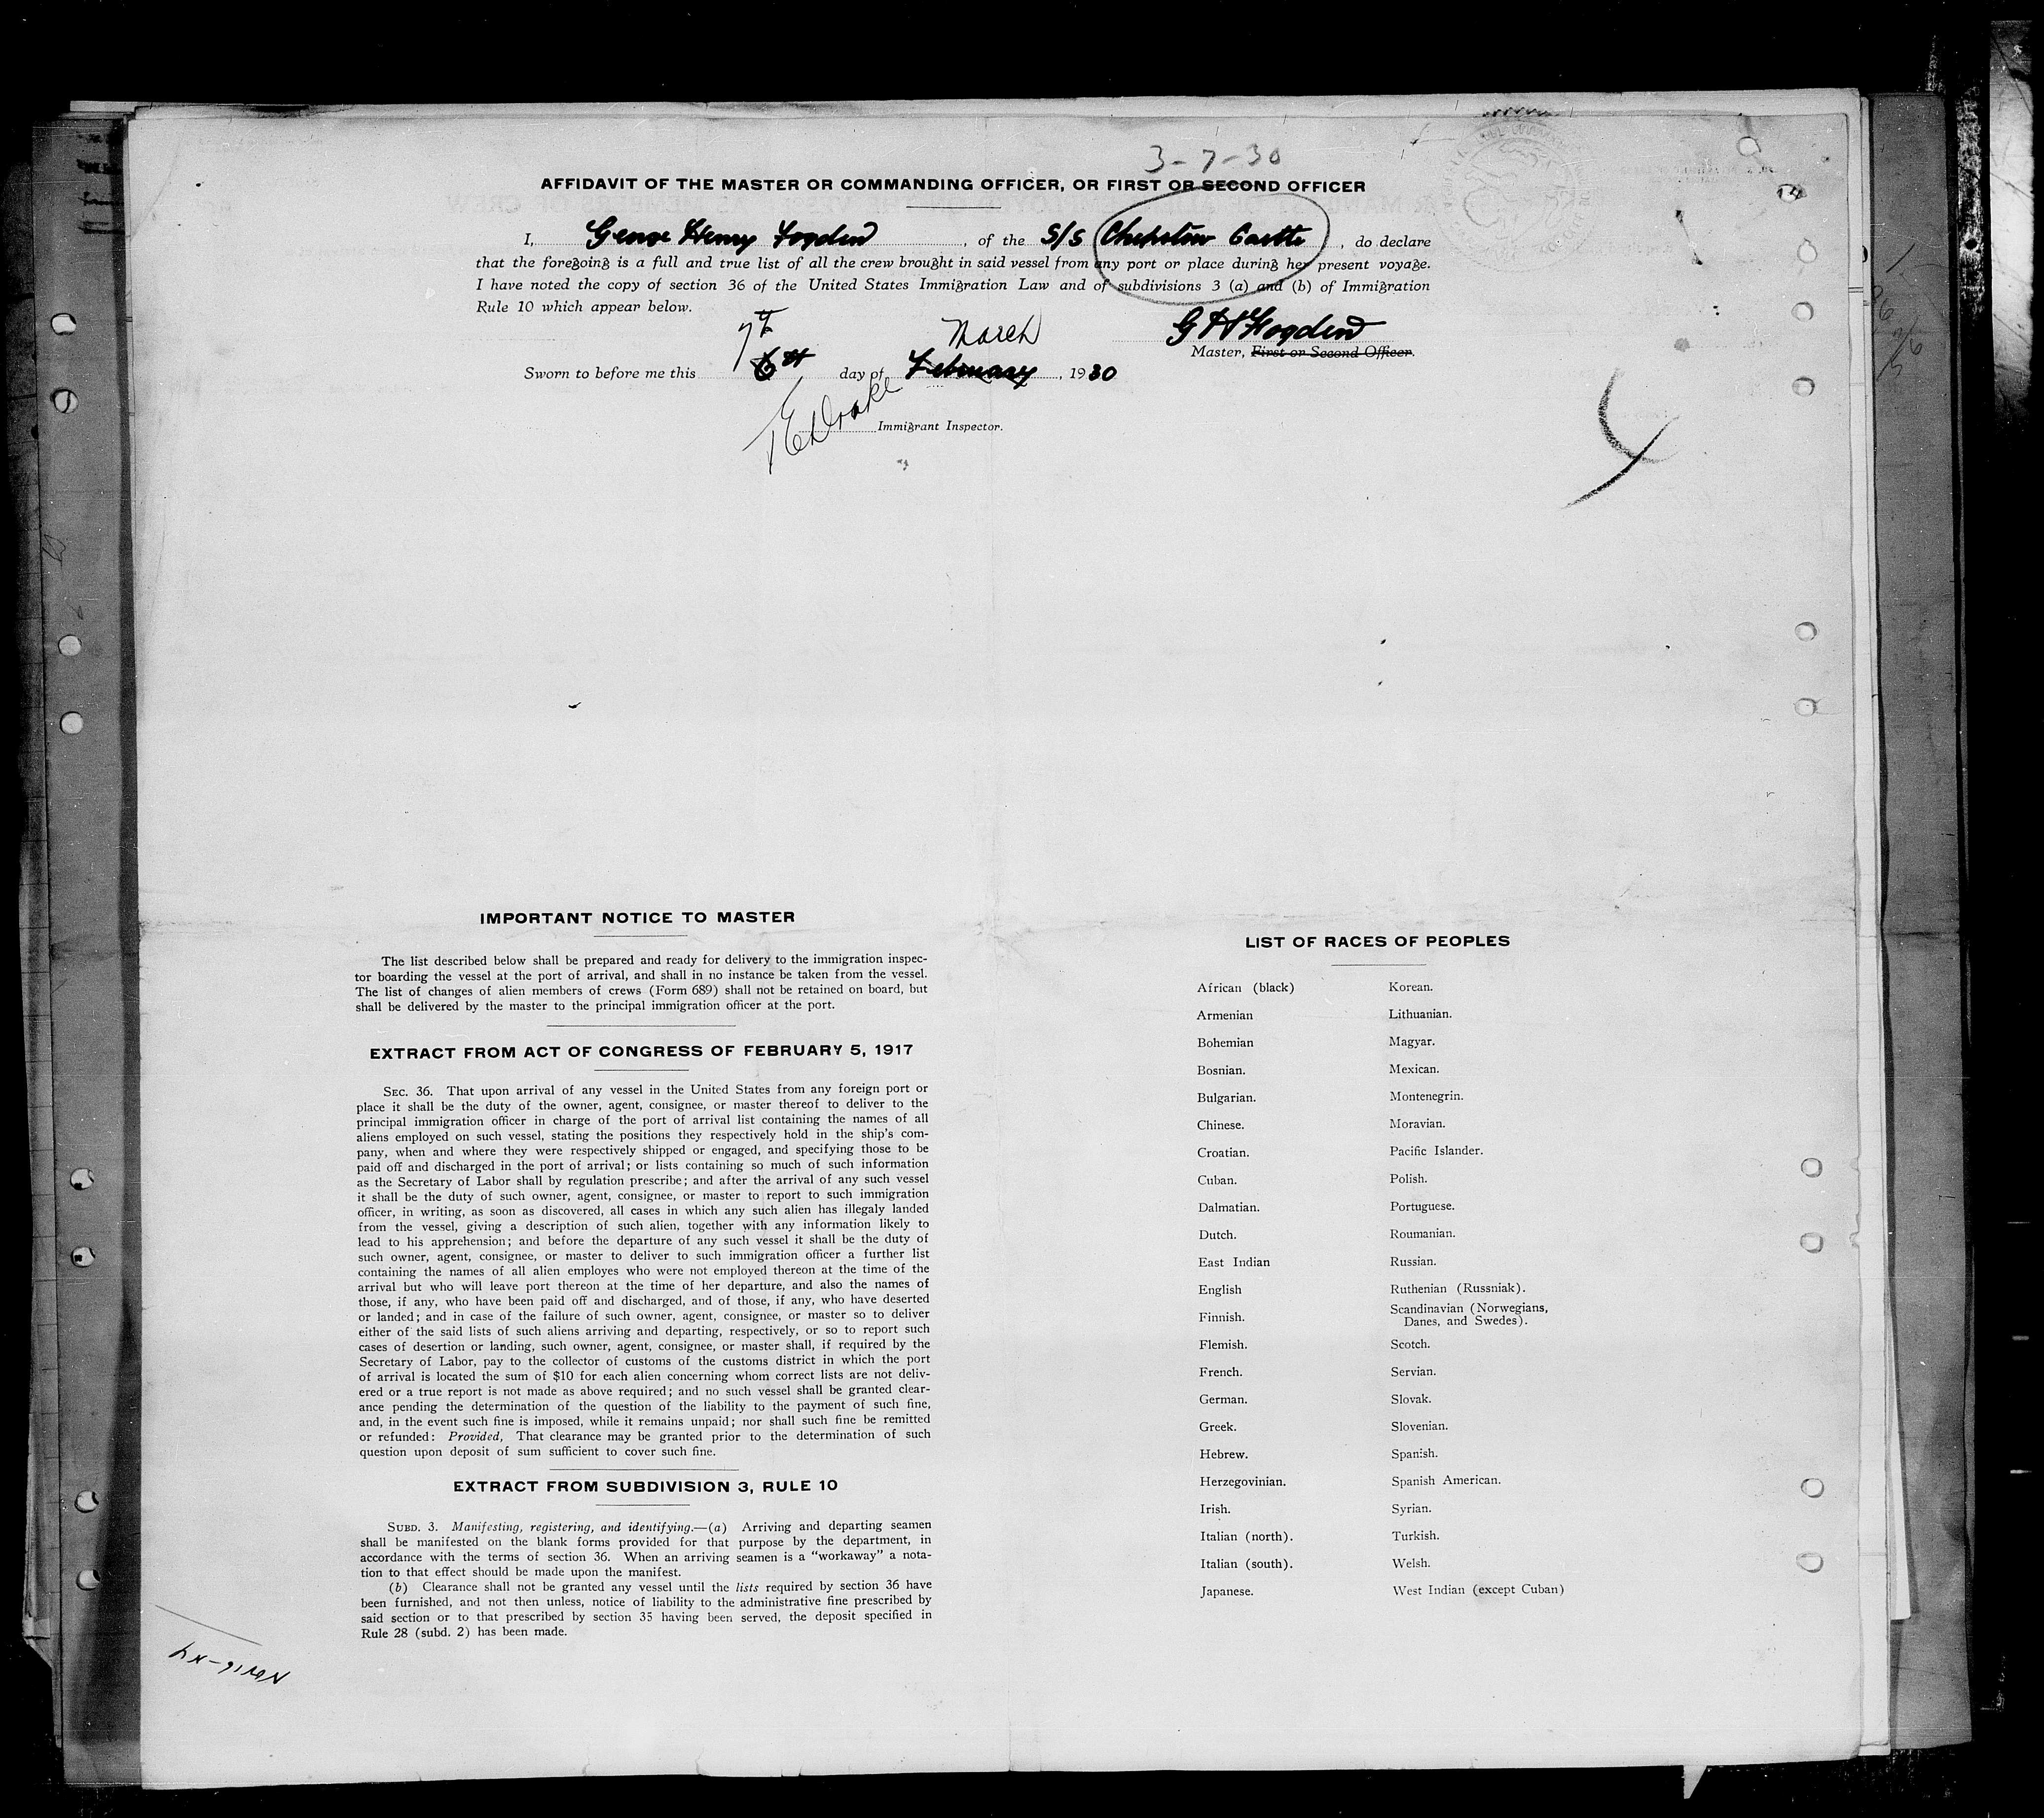 3-7-30
AFFIDAVIT OF THE MASTER OR COMMANDING OFFICER, OR FIRST OR SECOND OFFICER
I, George Henry Fogden, of the S/S Chepstow Castle, do declare
that the foregoing is a full and true list of all the crew brought in said vessel from any port or place during her present voyage.
I have noted the copy of section 36 of the United States Immigration Law and of subdivisions 3 (a) and (b) of Immigration
Rule 10 which appear below.
7th March
G H Fogden
Master, First or Second Officer.
Sworn to before me this 6th day of February, 1930
Drake
Immigrant Inspector.
IMPORTANT NOTICE TO MASTER
The list described below shall be prepared and ready for delivery to the immigration inspec-
tor boarding the vessel at the port of arrival, and shall in no instance be taken from the vessel.
The list of changes of alien members of crews (Form 689) shall not be retained on board, but
shall be delivered by the master to the principal immigration officer at the port.
EXTRACT FROM ACT OF CONGRESS OF FEBRUARY 5, 1917
SEC. 36. That upon arrival of any vessel in the United States from any foreign port or
place it shall be the duty of the owner, agent, consignee, or master thereof to deliver to the
principal immigration officer in charge of the port of arrival list containing the names of all
aliens employed on such vessel, stating the positions they respectively hold in the ship's com-
pany, when and where they were respectively shipped or engaged, and specifying those to be
paid off and discharged in the port of arrival; or lists containing so much of such information
as the Secretary of Labor shall by regulation prescribe; and after the arrival of any such vessel
it shall be the duty of such owner, agent, consignee, or master to report to such immigration
officer, in writing, as soon as discovered, all cases in which any such alien has illegaly landed
from the vessel, giving a description of such alien, together with any information likely to
lead to his apprehension; and before the departure of any such vessel it shall be the duty of
such owner, agent, consignee, or master to deliver to such immigration officer a further list
containing the names of all alien employes who were not employed thereon at the time of the
arrival but who will leave port thereon at the time of her departure, and also the names of
those, if any, who have been paid off and discharged, and of those, if any, who have deserted
or landed; and in case of the failure of such owner, agent, consignee, or master so to deliver
either of the said lists of such aliens arriving and departing, respectively, or so to report such
cases of desertion or landing, such owner, agent, consignee, or master shall, if required by the
Secretary of Labor, pay to the collector of customs of the customs district in which the port
of arrival is located the sum of $10 for each alien concerning whom correct lists are not deliv-
ered or a true report is not made as above required; and no such vessel shall be granted clear-
ance pending the determination of the question of the liability to the payment of such fine,
and, in the event such fine is imposed, while it remains unpaid; nor shall such fine be remitted
or refunded: Provided, That clearance may be granted prior to the determination of such
question upon deposit of sum sufficient to cover such fine.
EXTRACT FROM SUBDIVISION 3, RULE 10
SUBD. 3. Manifesting, registering, and identifying.—(a) Arriving and departing seamen
shall be manifested on the blank forms provided for that purpose by the department, in
accordance with the terms of section 36. When an arriving seamen is a "workaway" a nota-
tion to that effect should be made upon the manifest.
(b) Clearance shall not be granted any vessel until the lists required by section 36 have
been furnished, and not then unless, notice of liability to the administrative fine prescribed by
said section or to that prescribed by section 35 having been served, the deposit specified in
Rule 28 (subd. 2) has been made.
LIST OF RACES OF PEOPLES
African (black) Korean.
Armenian Lithuanian.
Bohemian Magyar.
Bosnian. Mexican.
Bulgarian. Montenegrin.
Chinese. Moravian.
Croatian. Pacific Islander.
Cuban. Polish.
Dalmatian. Portuguese.
Dutch. Roumanian.
East Indian Russian.
English Ruthenian (Russniak).
Finnish. Scandinavian (Norwegians,
Danes, and Swedes).
Flemish. Scotch.
French. Servian.
German. Slovak.
Greek. Slovenian.
Hebrew. Spanish.
Herzegovinian. Spanish American.
Irish. Syrian.
Italian (north). Turkish.
Italian (south). Welsh.
Japanese. West Indian (except Cuban)